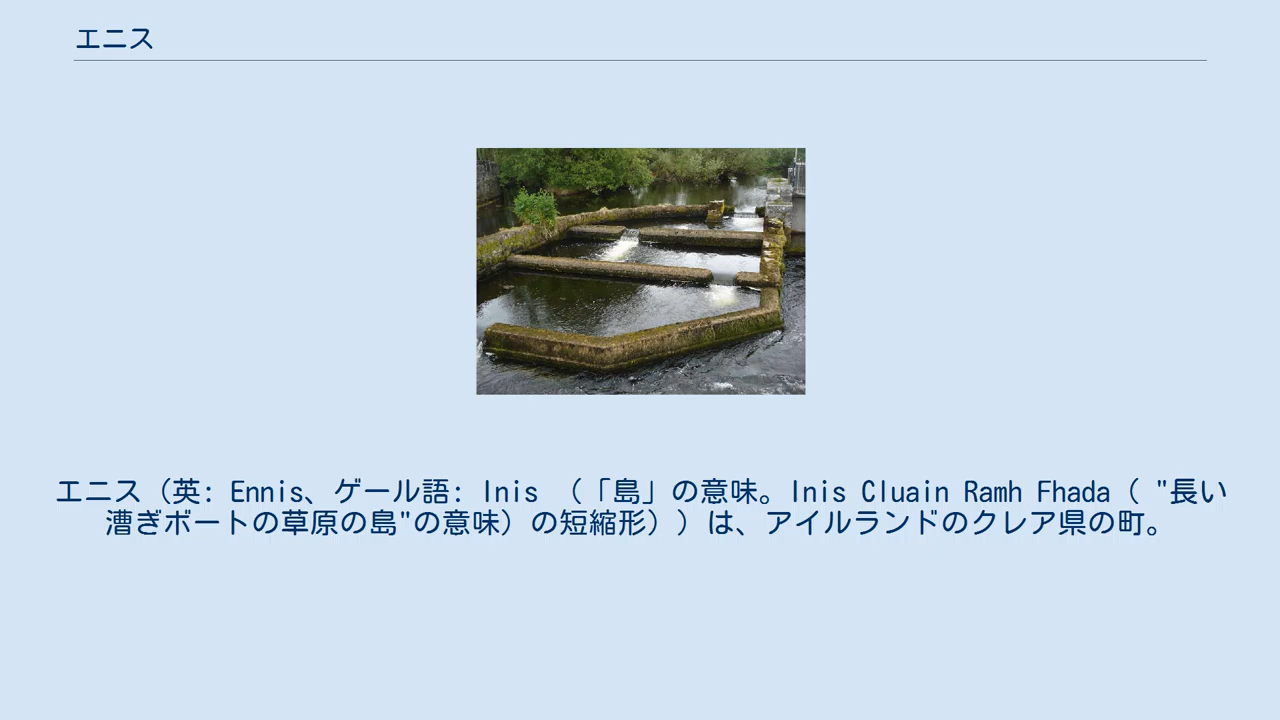 エニス
エニス（英: Ennis、ゲール語: Inis （「島」の意味。Inis Cluain Ramh Fhada（ "長い
漕ぎボートの草原の島"の意味）の短縮形））は、アイルランドのクレア県の町。